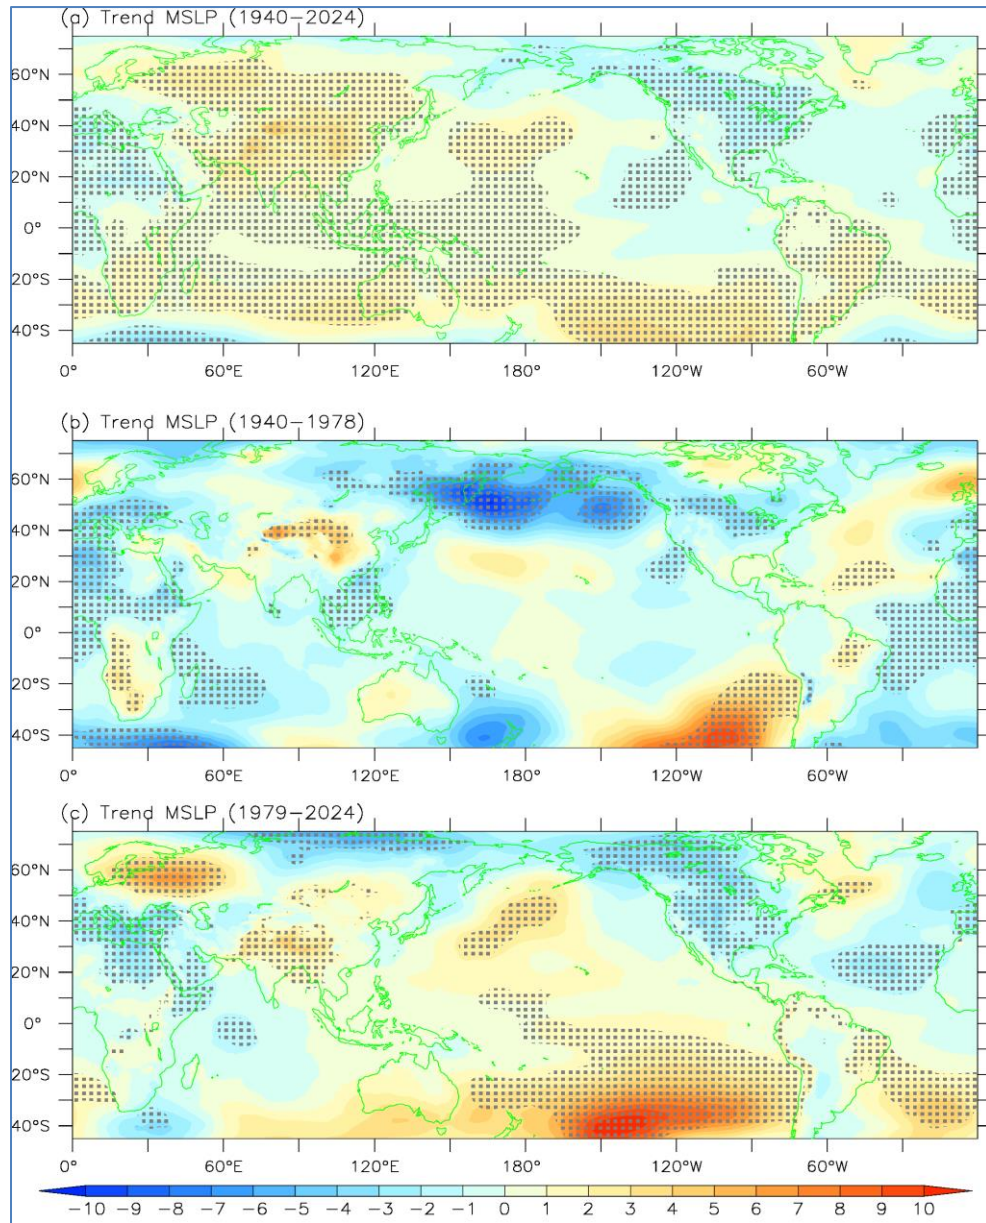 (a) Trend MSLP (1940−2024)
60°N
40°N
20°N
0°
20°S
40°S
0° 60°E 120°E 180° 120°W 60°W
(b) Trend MSLP (1940−1978)
60°N
40°N
20°N
0°
20°S
40°S
0° 60°E 120°E 180° 120°W 60°W
(c) Trend MSLP (1979−2024)
60°N
40°N
20°N
0°
20°S
40°S
0° 60°E 120°E 180° 120°W 60°W
−10 −9 −8 −7 −6 −5 −4 −3 −2 −1 0 1 2 3 4 5 6 7 8 9 10